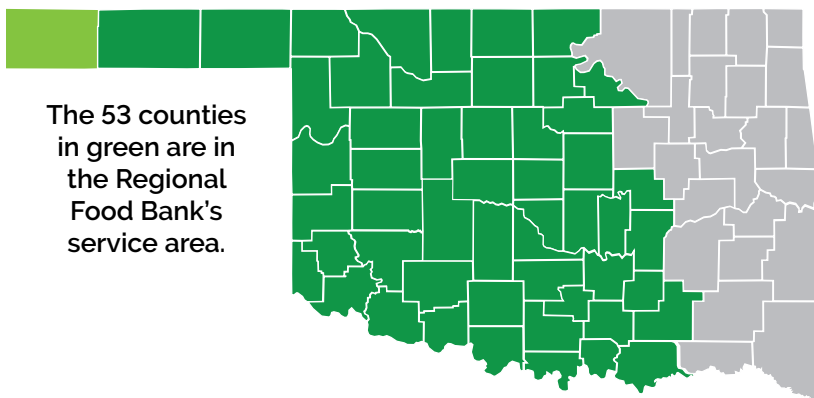 The 53 counties
in green are in
the Regional
Food Bank's
service area.